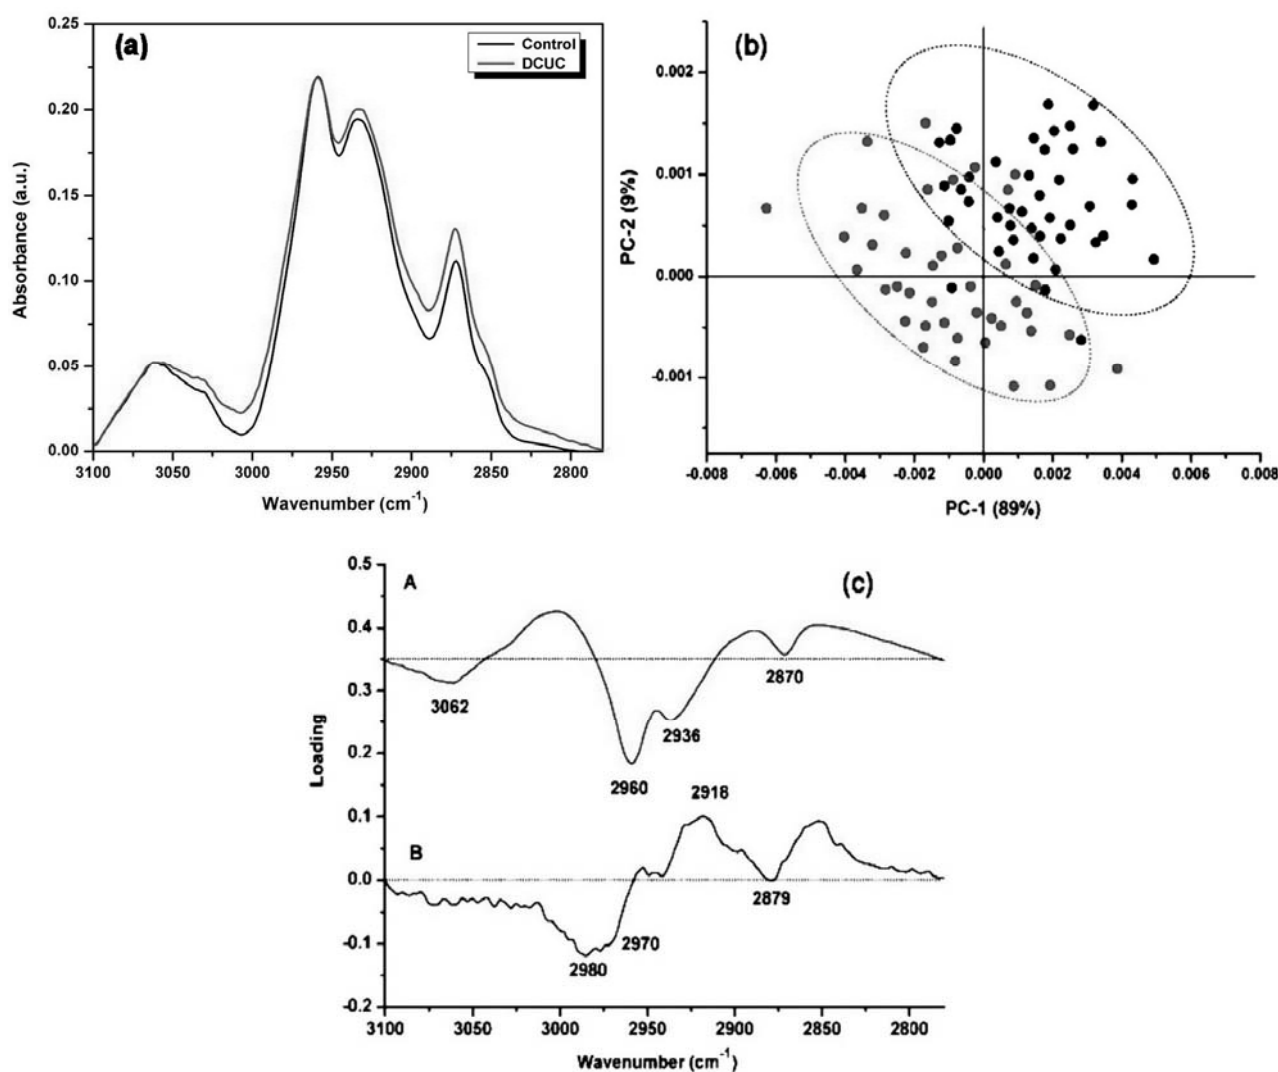 (a)
Control
DCUC
0.25
0.20
0.15
0.10
0.05
0.00
Absorbance (a.u.)
3100 3050 3000 2950 2900 2850 2800
Wavenumber (cm⁻¹)
(b)
0.002
0.001
0.000
-0.001
PC-2 (9%)
-0.008 -0.006 -0.004 -0.002 0.000 0.002 0.004 0.006 0.008
PC-1 (89%)
(c)
A
0.5
0.4
0.3
0.2
0.1
0.0
-0.1
-0.2
Loading
3062
2870
2936
2960
2918
B
2879
2970
2980
3100 3050 3000 2950 2900 2850 2800
Wavenumber (cm⁻¹)